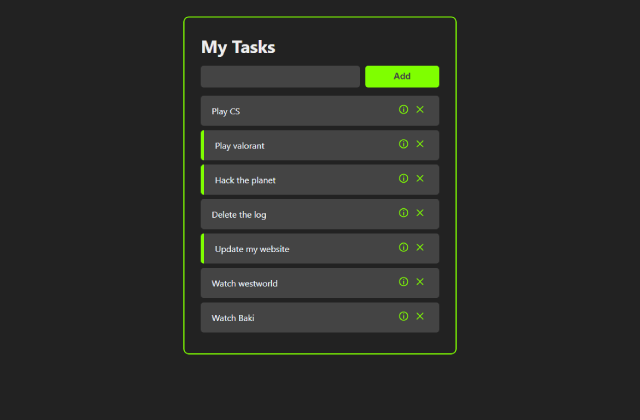 My Tasks
Add
Play CS
Play valorant
Hack the planet
Delete the log
Update my website
Watch westworld
Watch Baki